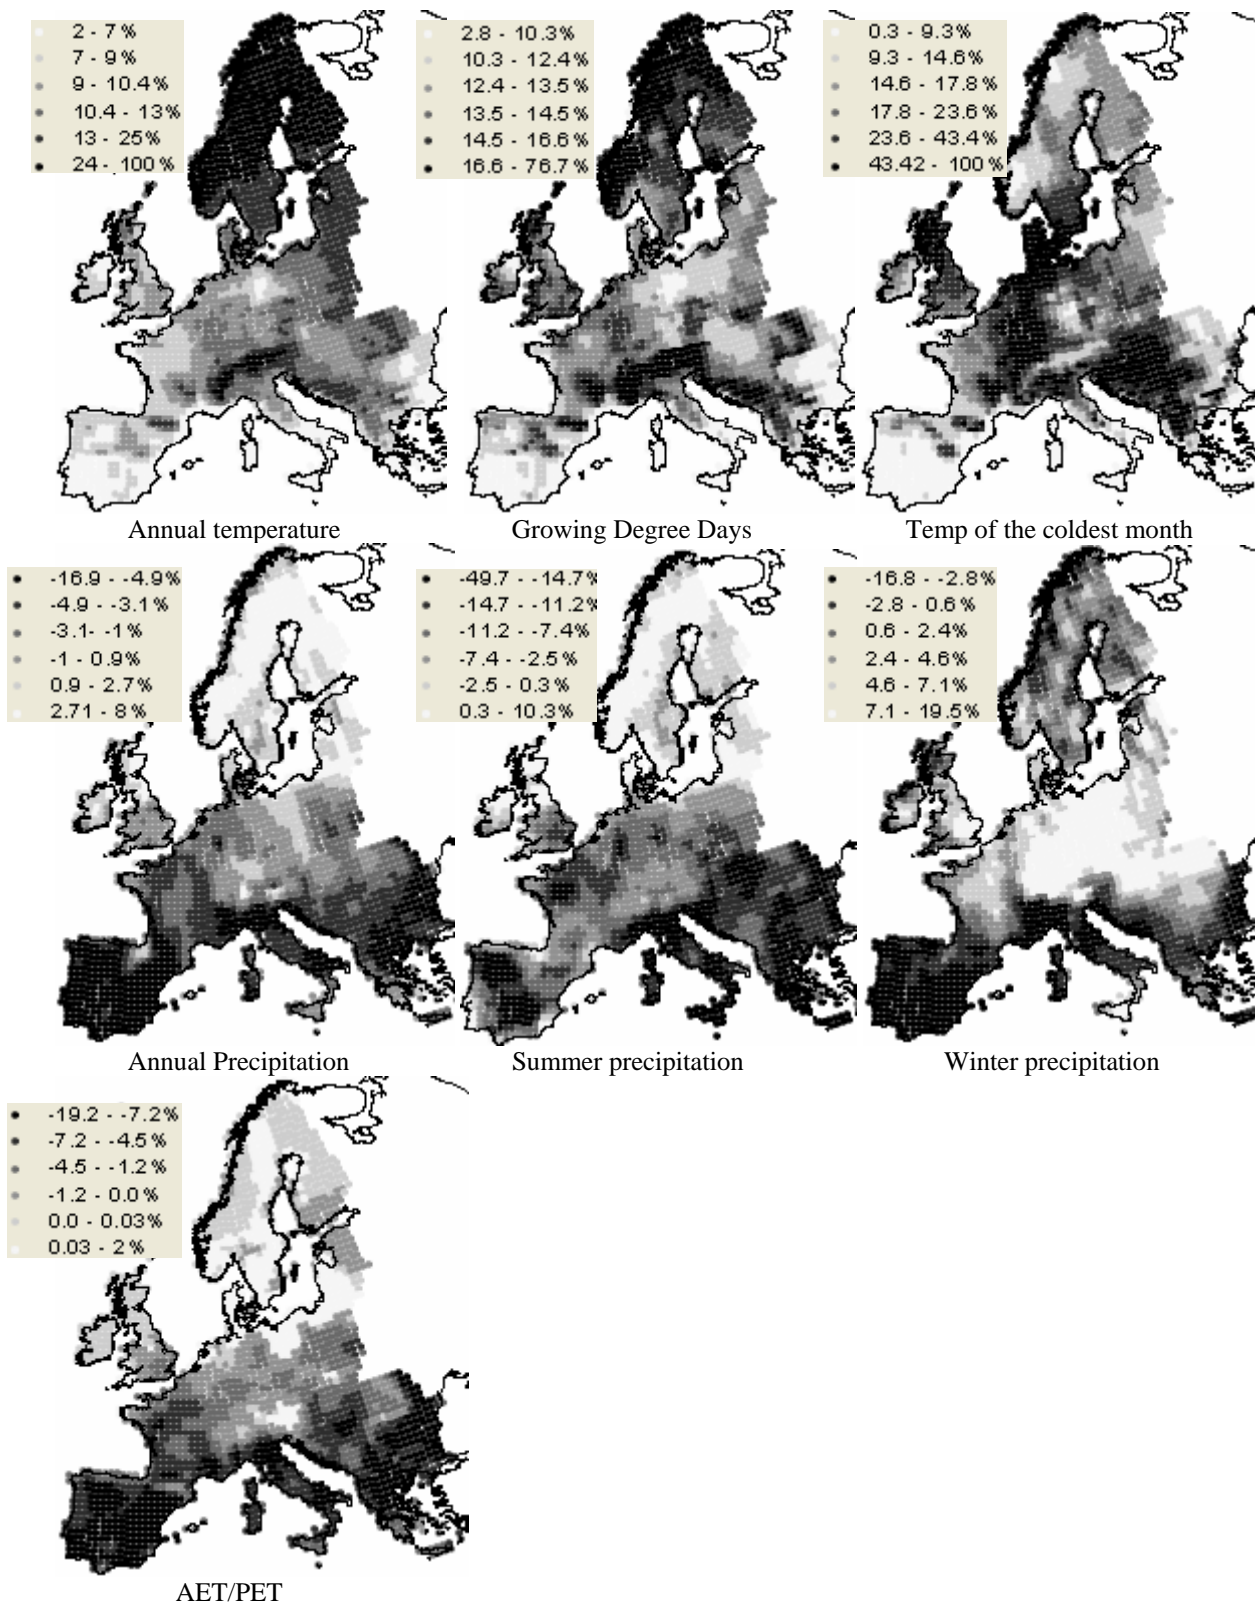 2 - 7 %
7 - 9 %
9 - 10.4 %
10.4 - 13 %
13 - 25 %
24 - 100 %
2.8 - 10.3%
10.3 - 12.4 %
12.4 - 13.5 %
13.5 - 14.5 %
14.5 - 16.6 %
16.6 - 76.7 %
0.3 - 9.3%
9.3 - 14.6 %
14.6 - 17.8 %
17.8 - 23.6 %
23.6 - 43.4 %
43.42 - 100 %
Annual temperature
Growing Degree Days
Temp of the coldest month
-16.9 - -4.9%
-4.9 - -3.1%
-3.1- -1 %
-1 - 0.9%
0.9 - 2.7%
2.71 - 8%
-49.7 - -14.7%
-14.7 - -11.2%
-11.2 - -7.4%
-7.4 - -2.5%
-2.5 - 0.3%
0.3 - 10.3%
-16.8 - -2.8%
-2.8 - 0.6%
0.6 - 2.4%
2.4 - 4.6%
4.6 - 7.1%
7.1 - 19.5%
Annual Precipitation
Summer precipitation
Winter precipitation
-19.2 - -7.2%
-7.2 - -4.5%
-4.5 - -1.2 %
-1.2 - 0.0 %
0.0 - 0.03%
0.03 - 2 %
AET/PET